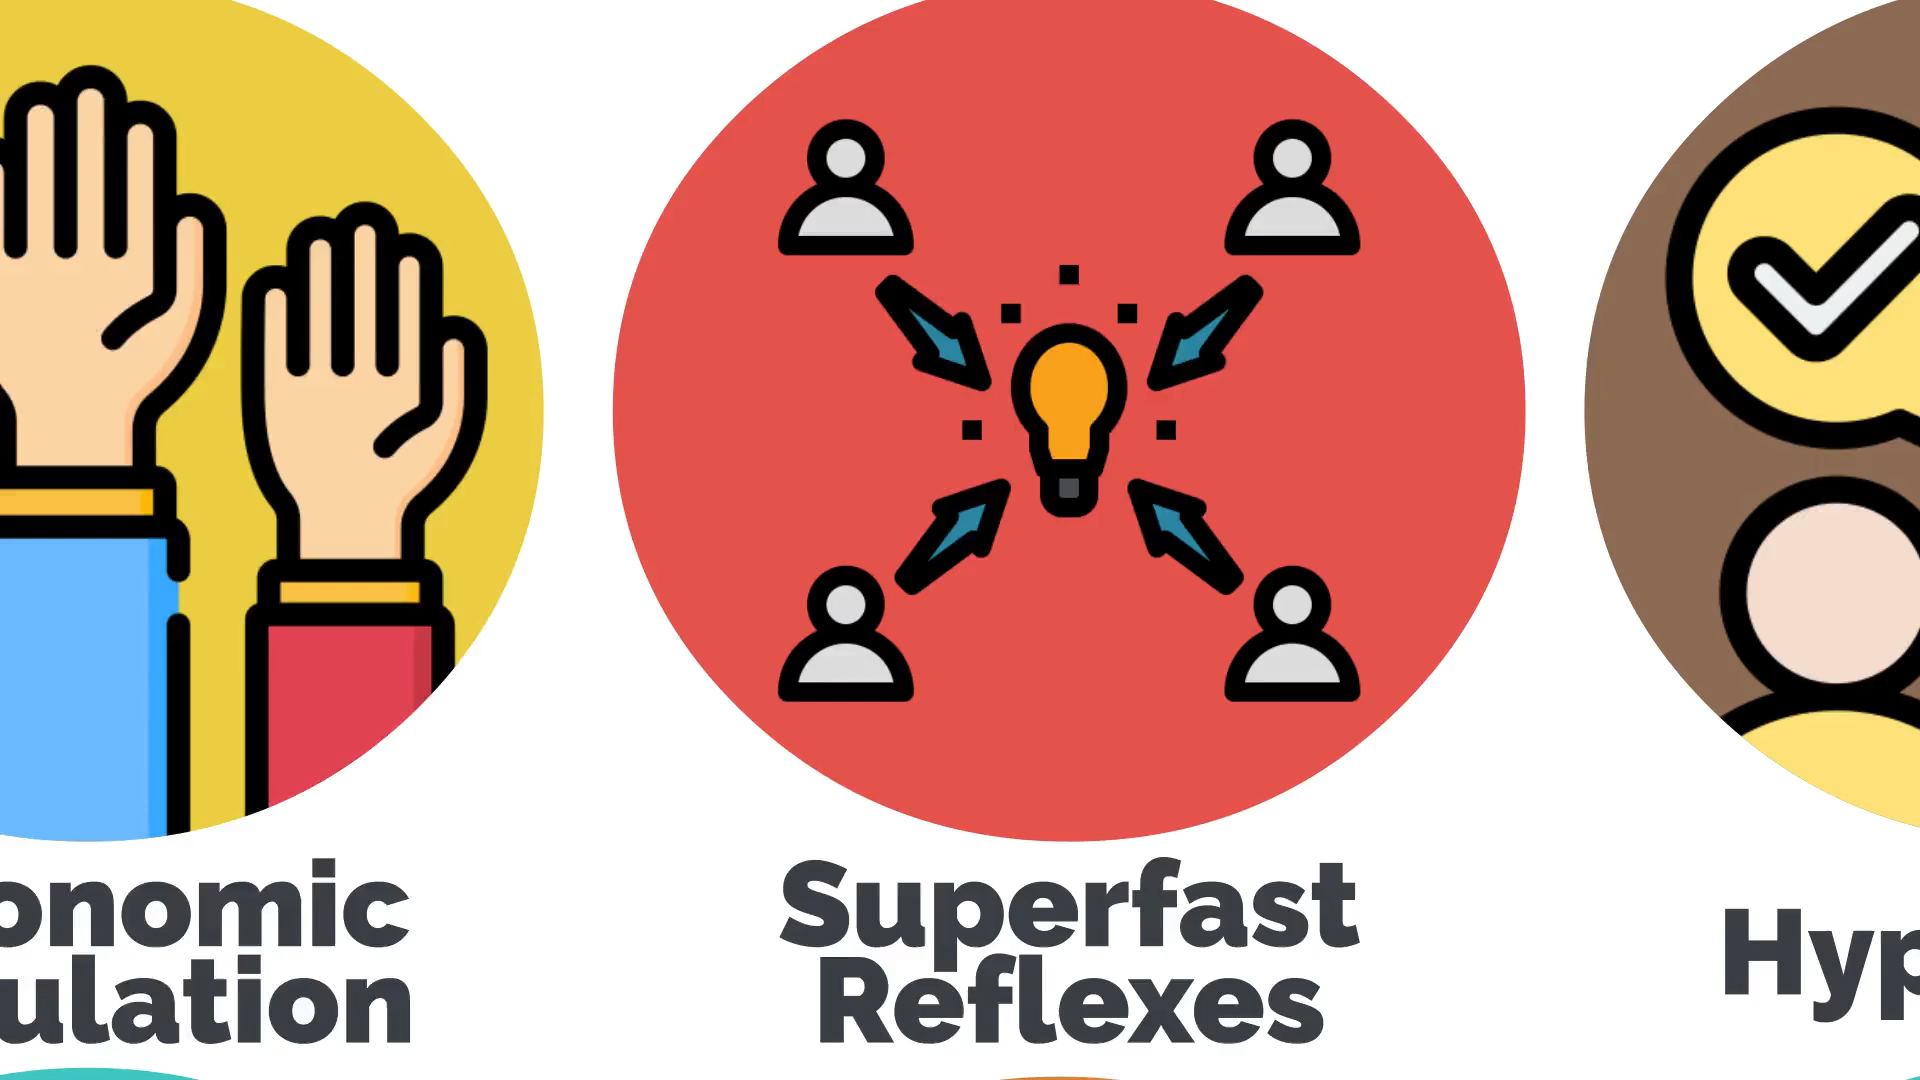 onomic
ulation
Superfast
Reflexes
Hyp